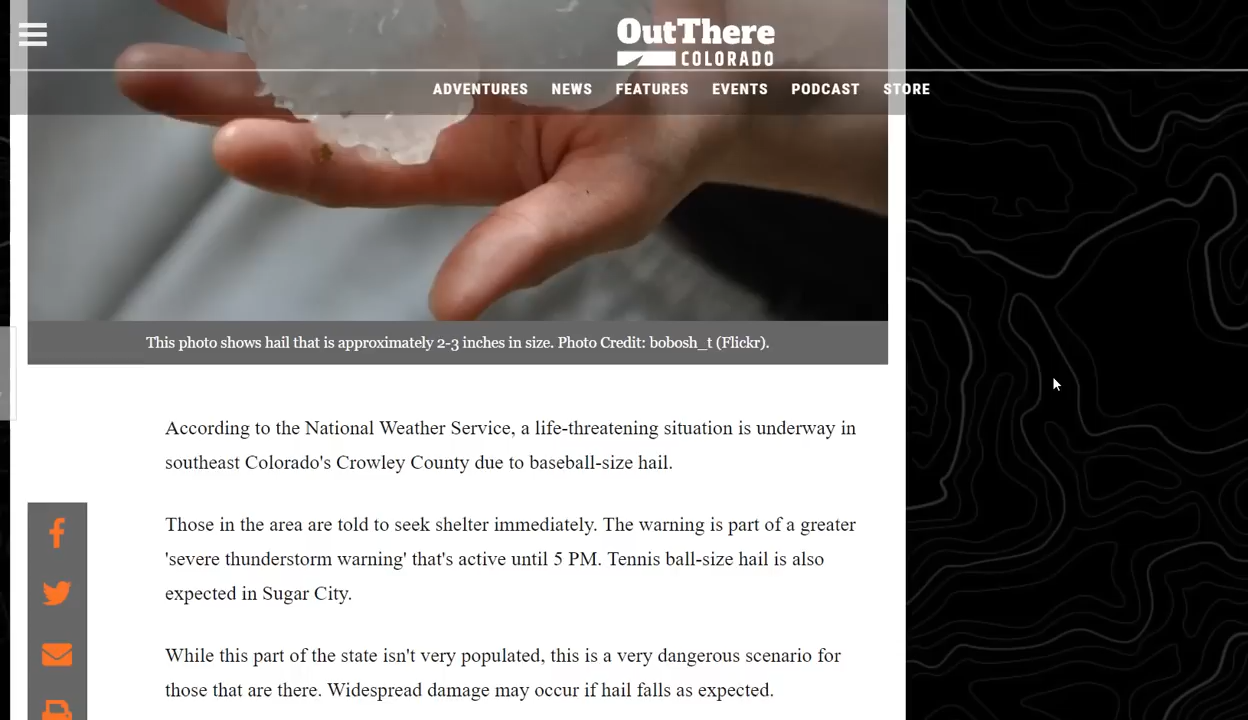 OutThere
COLORADO
ADVENTURES NEWS FEATURES EVENTS PODCAST STORE
This photo shows hail that is approximately 2-3 inches in size. Photo Credit: bobosh_t (Flickr).
According to the National Weather Service, a life-threatening situation is underway in
southeast Colorado's Crowley County due to baseball-size hail.
Those in the area are told to seek shelter immediately. The warning is part of a greater
'severe thunderstorm warning' that's active until 5 PM. Tennis ball-size hail is also
expected in Sugar City.
While this part of the state isn't very populated, this is a very dangerous scenario for
those that are there. Widespread damage may occur if hail falls as expected.